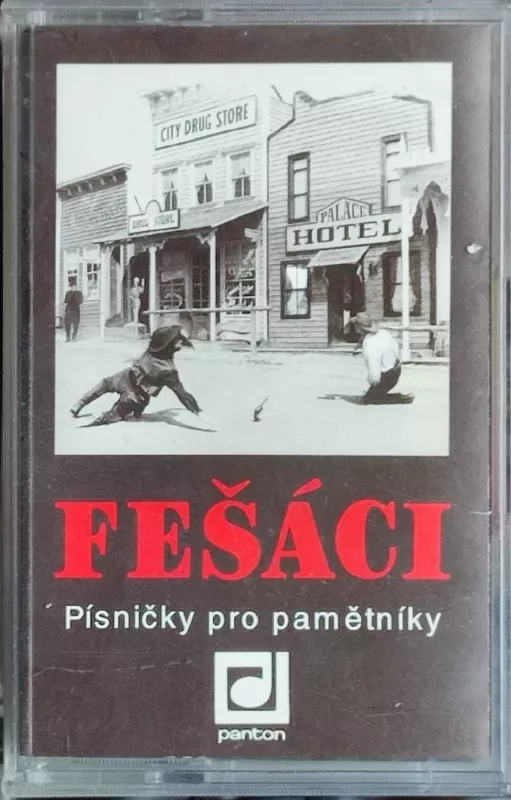 CITY DRUG STORE
DRUG STORE
PALACE
HOTEL
FEŠÁCI
Písničky pro pamětníky
panton